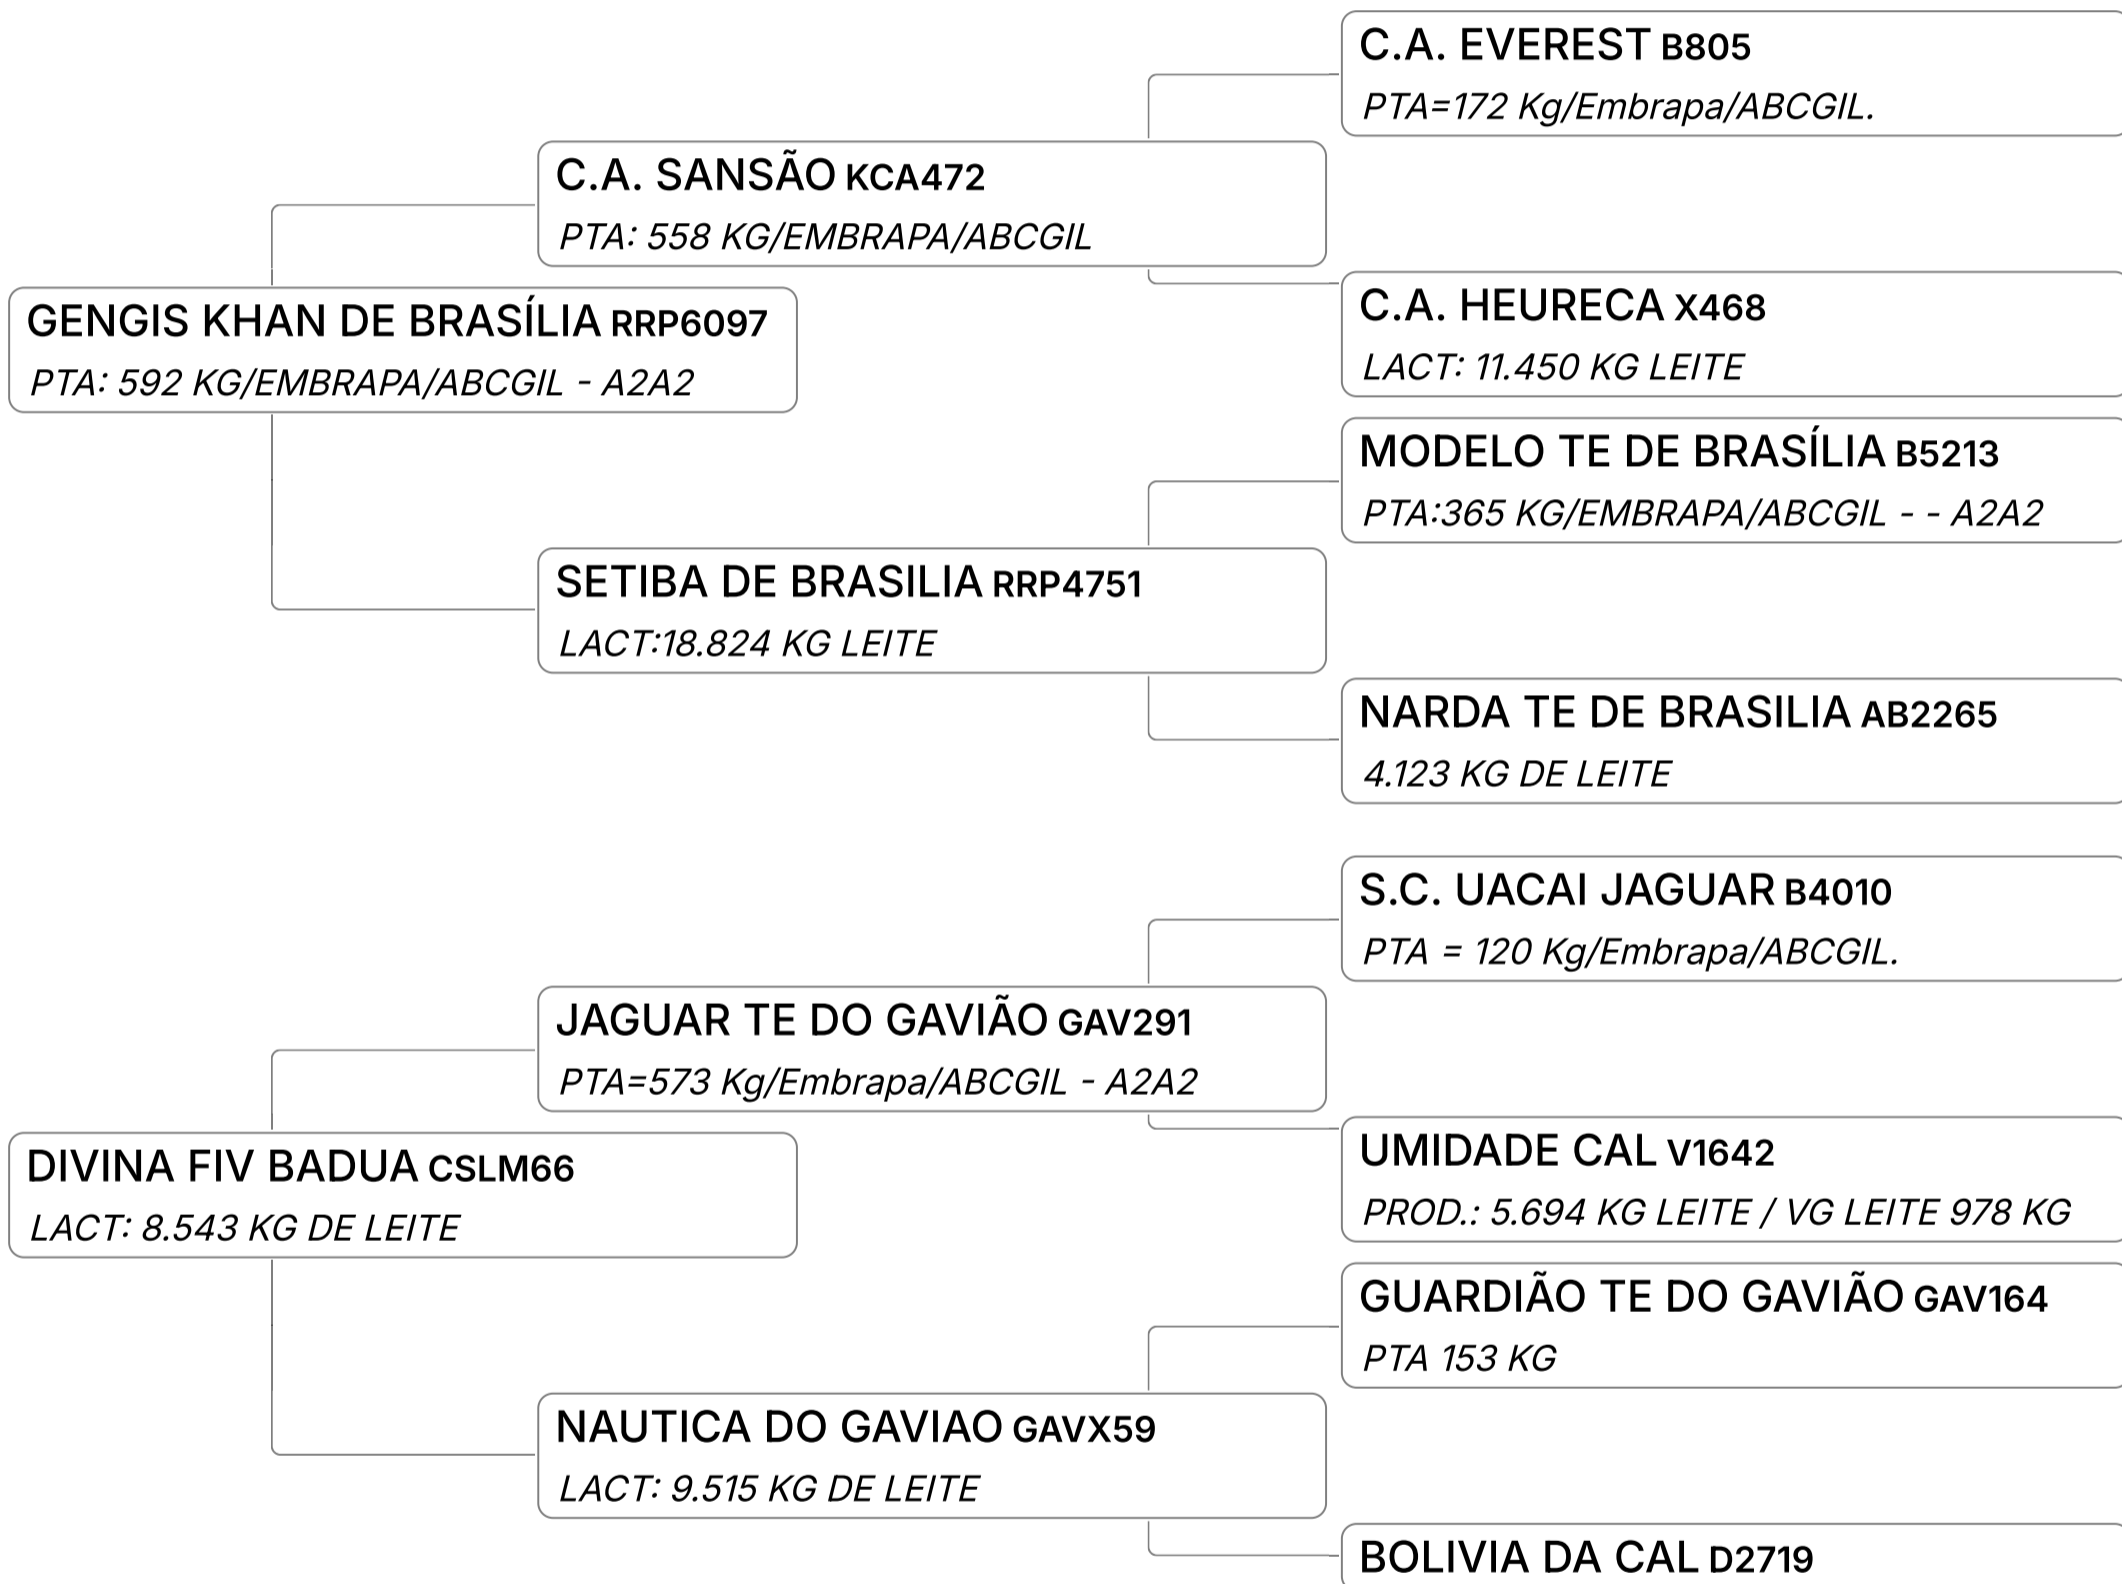 C.A. EVEREST B805
PTA=172 Kg/Embrapa/ABCGIL.
C.A. SANSÃO KCA472
PTA: 558 KG/EMBRAPA/ABCGIL
C.A. HEURECA X468
LACT: 11.450 KG LEITE
GENGIS KHAN DE BRASÍLIA RRP6097
PTA: 592 KG/EMBRAPA/ABCGIL - A2A2
MODELO TE DE BRASÍLIA B5213
PTA:365 KG/EMBRAPA/ABCGIL - - A2A2
SETIBA DE BRASILIA RRP4751
LACT:18.824 KG LEITE
NARDA TE DE BRASILIA AB2265
4.123 KG DE LEITE
S.C. UACAI JAGUAR B4010
PTA = 120 Kg/Embrapa/ABCGIL.
JAGUAR TE DO GAVIÃO GAV291
PTA=573 Kg/Embrapa/ABCGIL - A2A2
UMIDADE CAL V1642
PROD.: 5.694 KG LEITE / VG LEITE 978 KG
DIVINA FIV BADUA CSLM66
LACT: 8.543 KG DE LEITE
GUARDIÃO TE DO GAVIÃO GAV164
PTA 153 KG
NAUTICA DO GAVIAO GAVX59
LACT: 9.515 KG DE LEITE
BOLIVIA DA CAL D2719